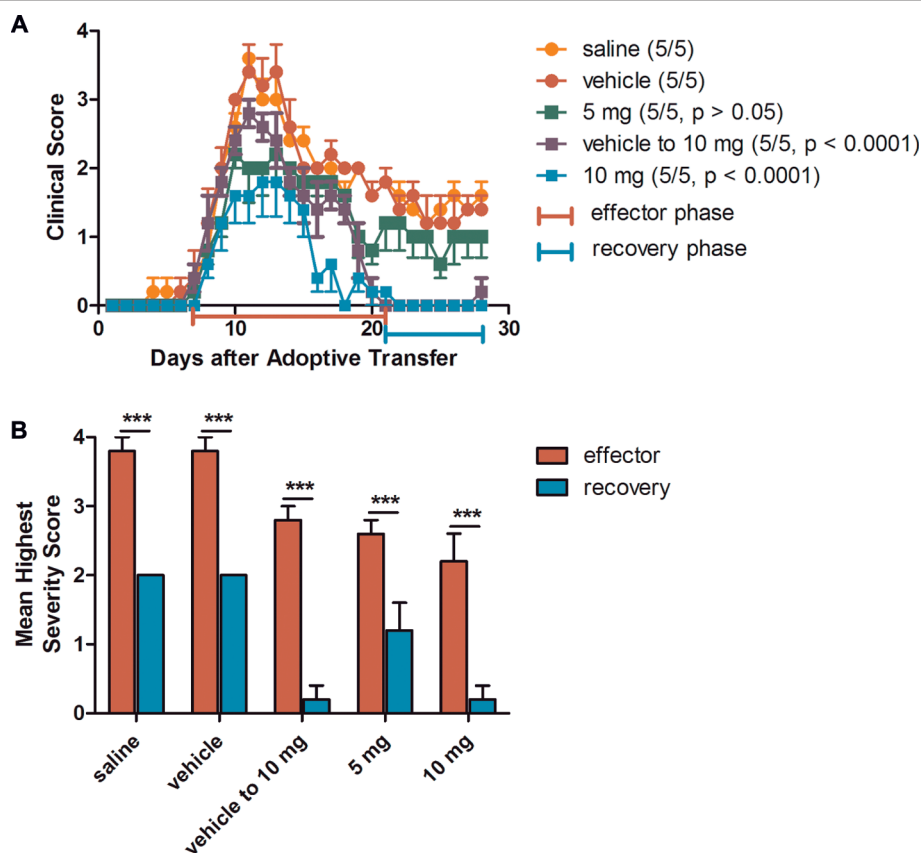 A
4
3
2
1
0
Clinical Score
0 10 20 30
Days after Adoptive Transfer
saline (5/5)
vehicle (5/5)
5 mg (5/5, p > 0.05)
vehicle to 10 mg (5/5, p < 0.0001)
10 mg (5/5, p < 0.0001)
effector phase
recovery phase
B
4
3
2
1
0
Mean Highest
Severity Score
*** *** *** *** ***
saline
vehicle
vehicle to 10 mg
5 mg
10 mg
effector
recovery